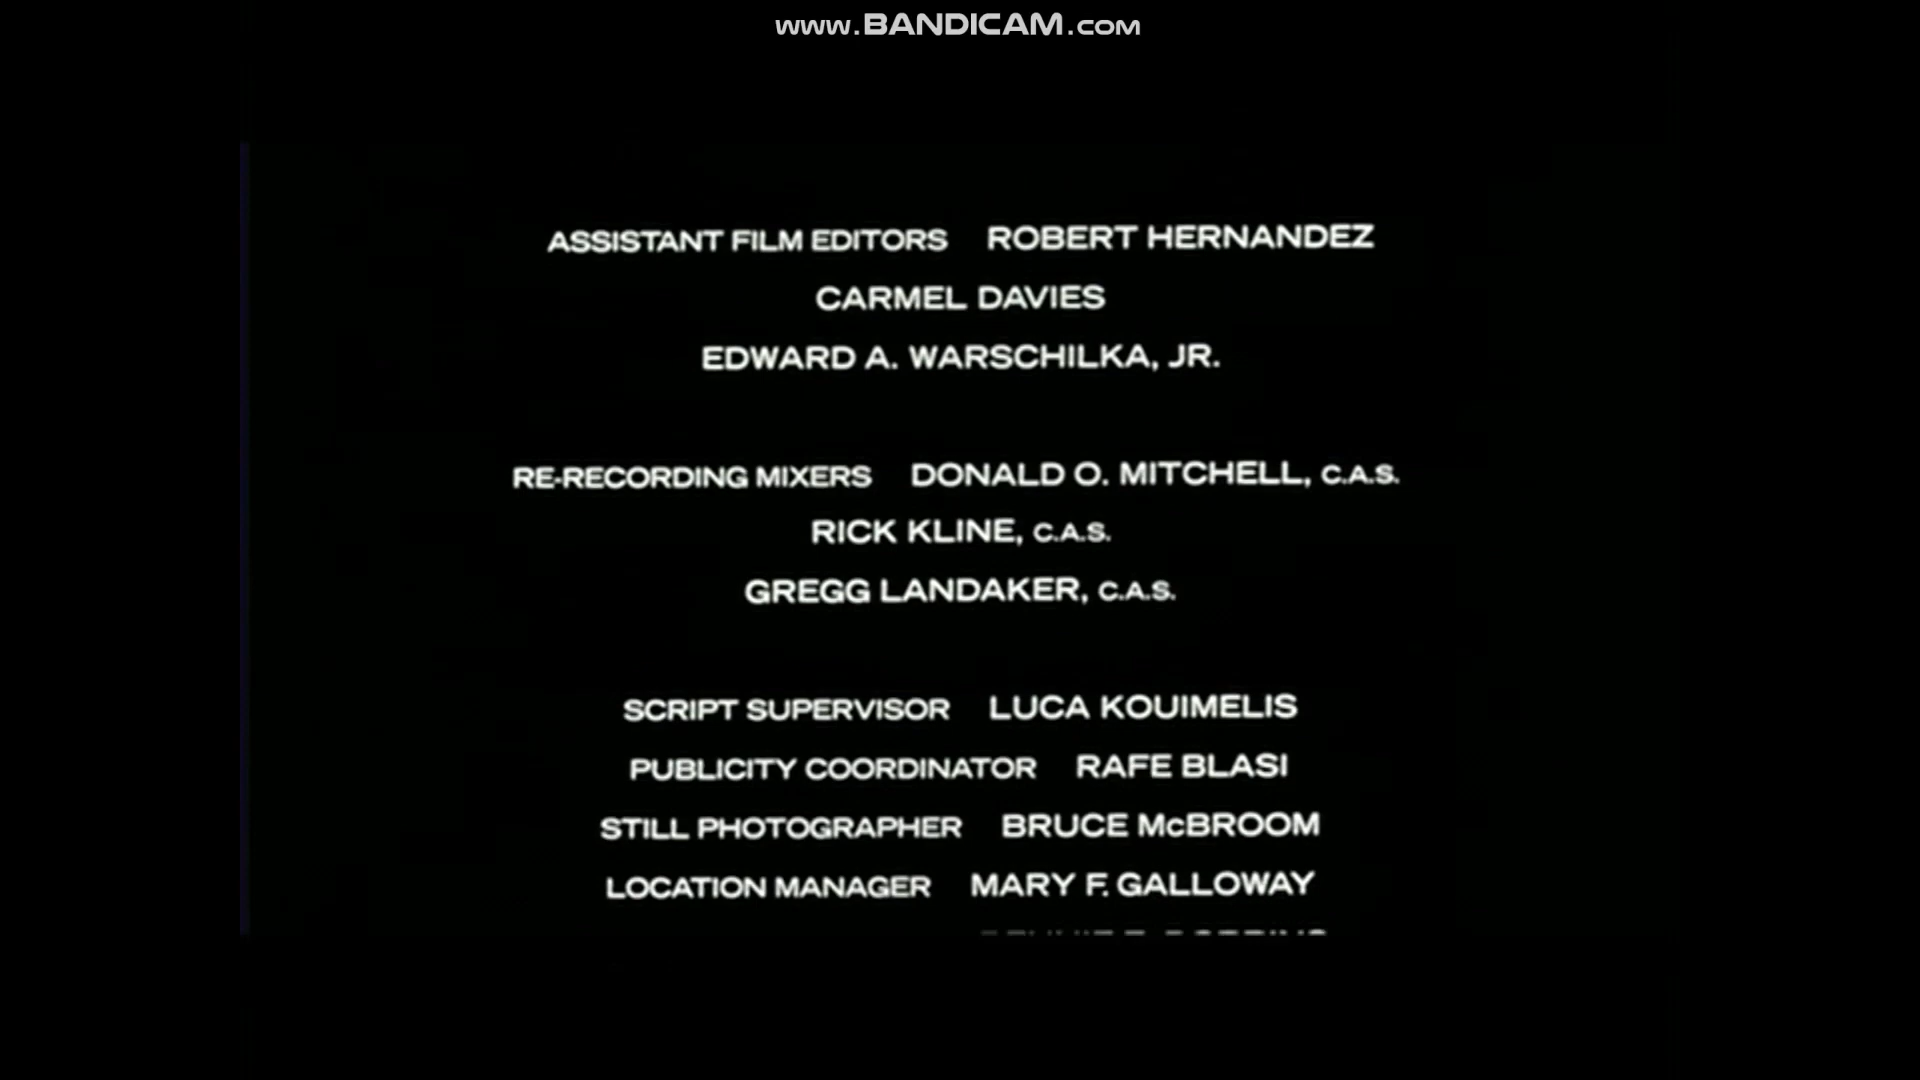 www.BANDICAM.com
ASSISTANT FILM EDITORS ROBERT HERNANDEZ
CARMEL DAVIES
EDWARD A. WARSCHILKA, JR.
RE-RECORDING MIXERS DONALD O. MITCHELL, C.A.S.
RICK KLINE, C.A.S.
GREGG LANDAKER, C.A.S.
SCRIPT SUPERVISOR LUCA KOUIMELIS
PUBLICITY COORDINATOR RAFE BLASI
STILL PHOTOGRAPHER BRUCE McBROOM
LOCATION MANAGER MARY F. GALLOWAY